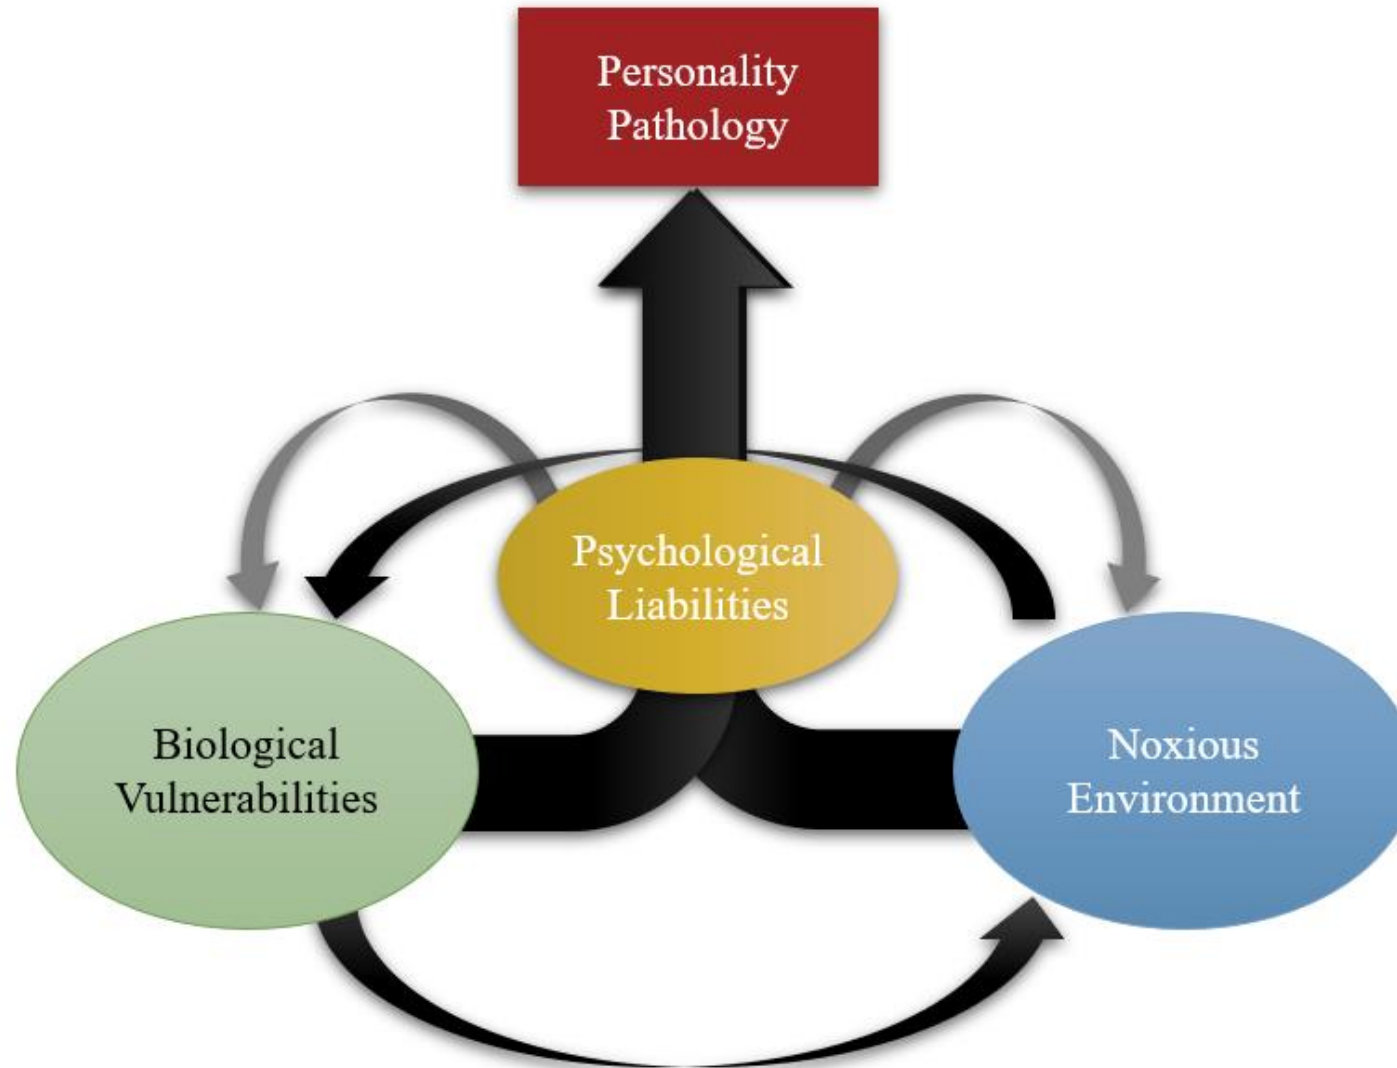 Personality
Pathology
Psychological
Liabilities
Biological
Vulnerabilities
Noxious
Environment